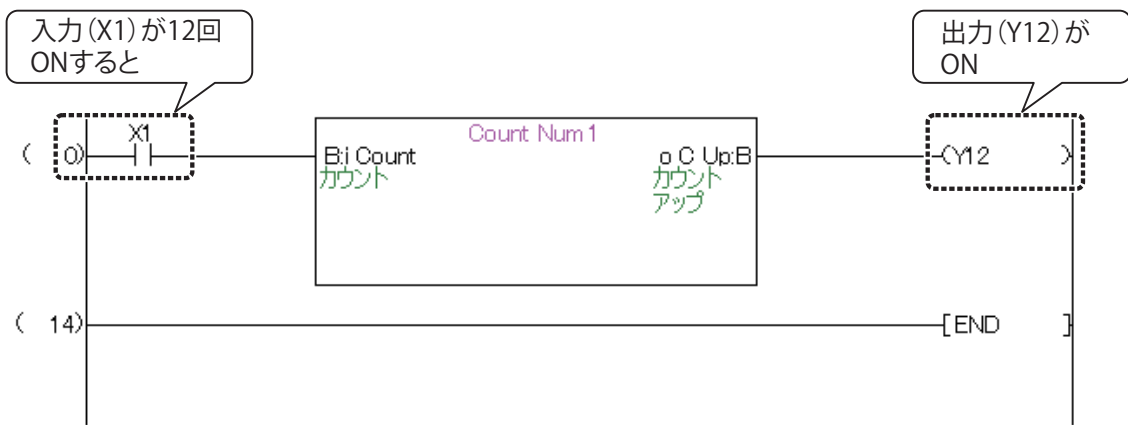 入力(X1)が12回
ONすると
出力(Y12)が
ON
X1
Count Num1
( 0)
B:i Count
o C Up:B
(Y12 )
カウント
カウント
アップ
( 14)
[END ]